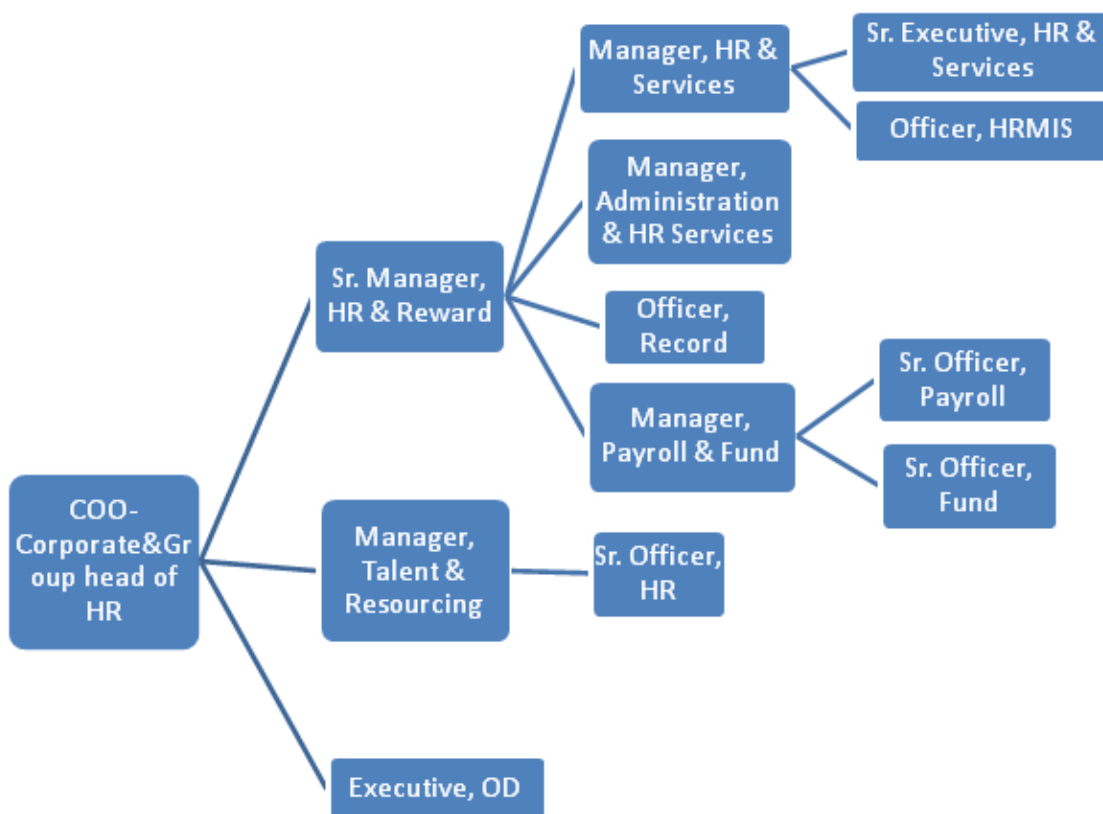 Manager, HR &
Services
Sr. Executive, HR &
Services
Officer, HRMIS
Manager,
Administration
& HR Services
Sr. Manager,
HR & Reward
Officer,
Record
Sr. Officer,
Payroll
Manager,
Payroll & Fund
Sr. Officer,
Fund
COO-
Corporate&Gr
oup head of
HR
Manager,
Talent &
Resourcing
Sr. Officer,
HR
Executive, OD